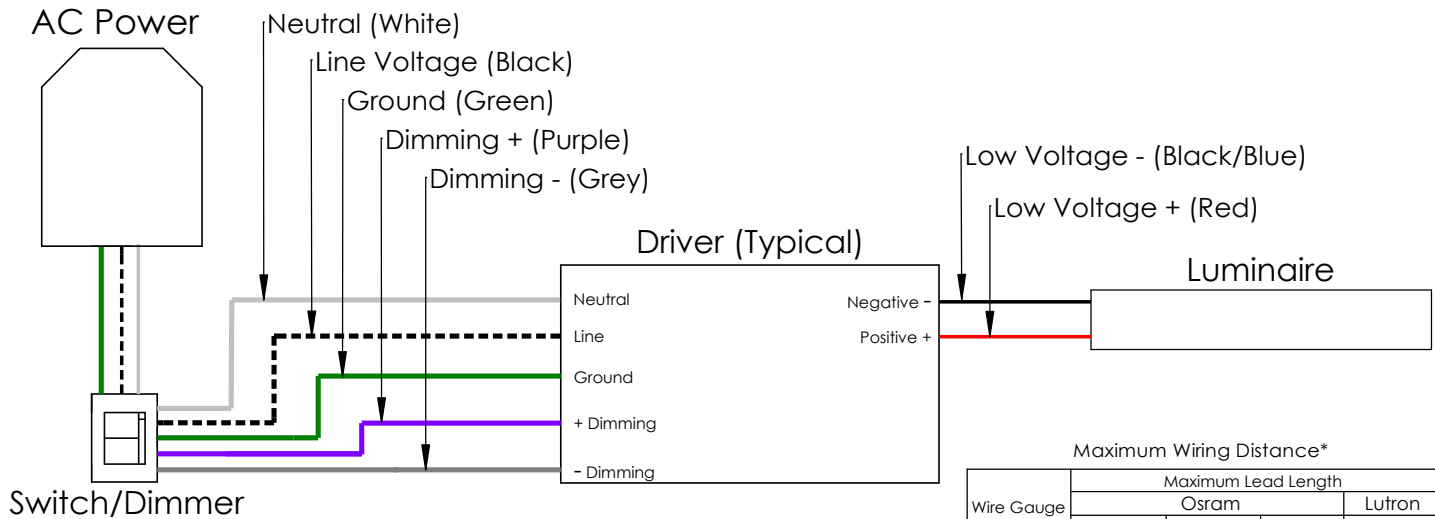 AC Power
Neutral (White)
Line Voltage (Black)
Ground (Green)
Dimming + (Purple)
Dimming - (Grey)
Low Voltage - (Black/Blue)
Low Voltage + (Red)
Driver (Typical)
Luminaire
Neutral
Line
Ground
+ Dimming
- Dimming
Negative -
Positive +
Switch/Dimmer
Maximum Wiring Distance*
Wire Gauge
Maximum Lead Length
Osram
Lutron